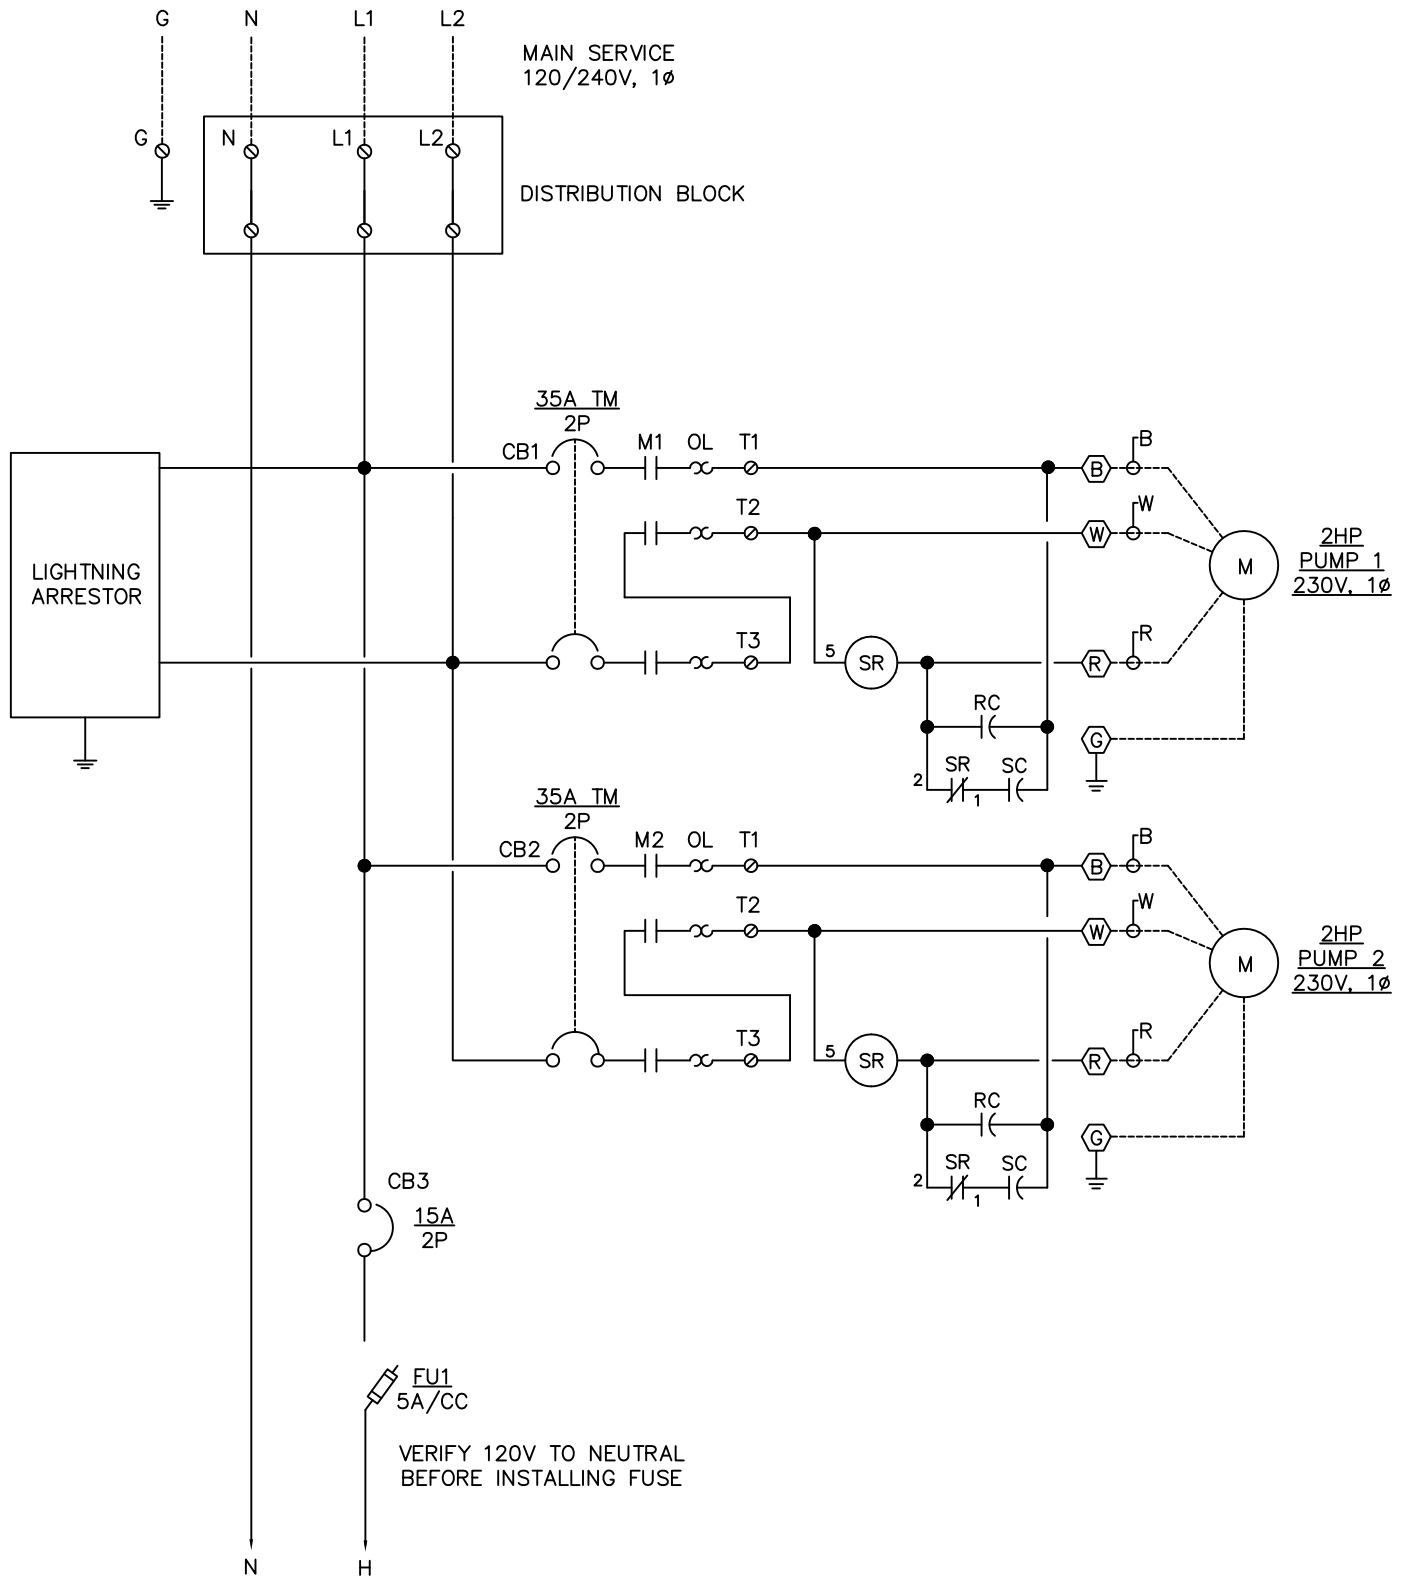 G N L1 L2
MAIN SERVICE
120/240V, 1ø
G N L1 L2
DISTRIBUTION BLOCK
35A TM
2P
CB1 M1 OL T1 B
B
T2 W
W
LIGHTNING
ARRESTOR
M
2HP
PUMP 1
230V, 1ø
T3 R
5 SR R
RC
G
2 SR 1 SC
35A TM
2P
CB2 M2 OL T1 B
B
T2 W
W
M
2HP
PUMP 2
230V, 1ø
T3 R
5 SR R
RC
G
2 SR 1 SC
CB3
15A
2P
FU1
5A/CC
VERIFY 120V TO NEUTRAL
BEFORE INSTALLING FUSE
N H